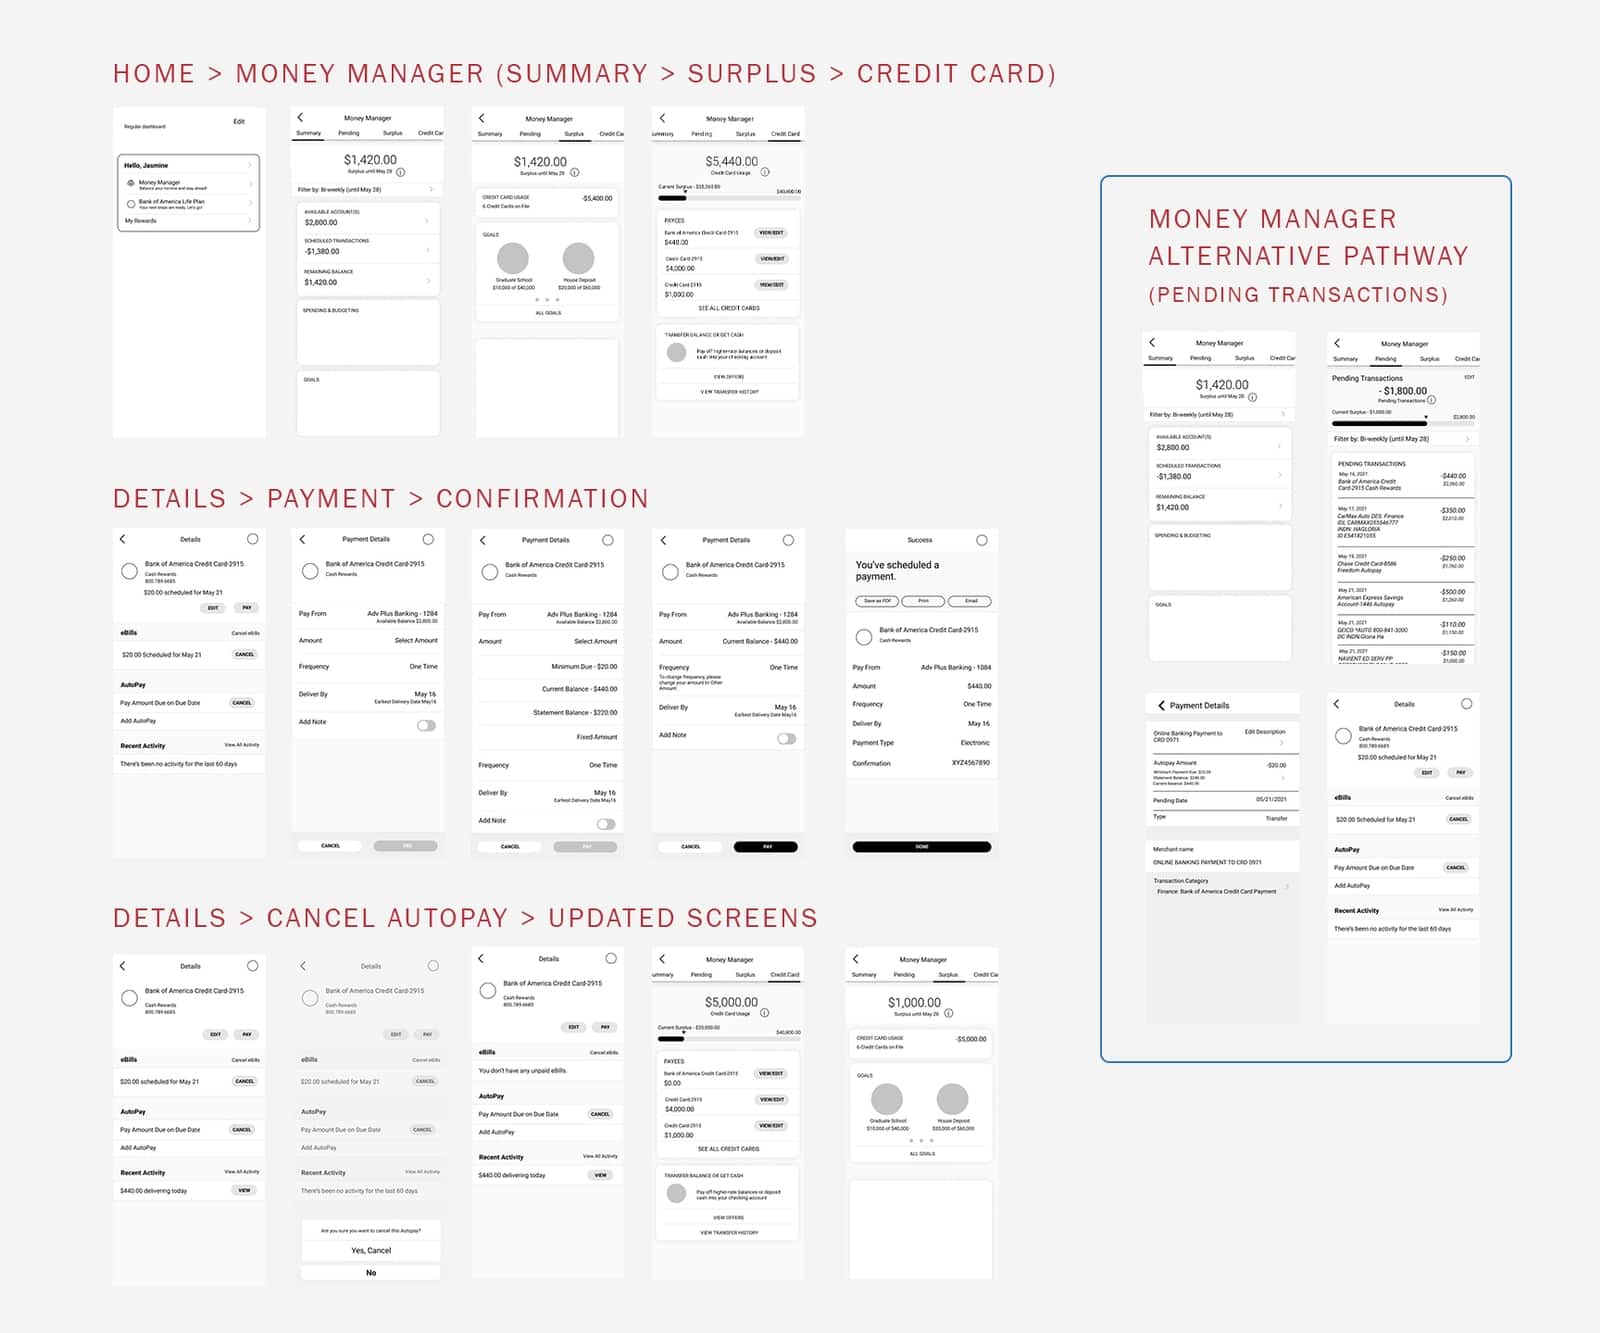 HOME > MONEY MANAGER (SUMMARY > SURPLUS > CREDIT CARD)
Regular dashboard
Edit
Hello, Jasmine
Money Manager
Balance your income and stay ahead!
Bank of America Life Plan
Your next steps are ready. Let's go!
My Rewards
Money Manager
Summary Pending Surplus Credit Car
$1,420.00
Surplus until May 28
Filter by: Bi-weekly (until May 28)
AVAILABLE ACCOUNT(S)
$2,800.00
SCHEDULED TRANSACTIONS
-$1,380.00
REMAINING BALANCE
$1,420.00
SPENDING & BUDGETING
GOALS
Money Manager
Summary Pending Surplus Credit Ca
$1,420.00
Surplus until May 28
CREDIT CARD USAGE
-$5,400.00
6 Credit Cards on File
GOALS
Graduate School
$10,000 of $40,000
House Deposit
$20,000 of $60,000
ALL GOALS
Money Manager
ummary Pending Surplus Credit Card
$5,440.00
Credit Card Usage
Current Surplus - $35,360.00
$40,800.00
PAYEES
Bank of America Credit Card-2915
VIEW/EDIT
$440.00
Credit Card-2915
VIEW/EDIT
$4,000.00
Credit Card-2915
VIEW/EDIT
$1,000.00
SEE ALL CREDIT CARDS
TRANSFER BALANCE OR GET CASH
Pay off higher-rate balances or deposit
cash into your checking account
VIEW OFFERS
VIEW TRANSFER HISTORY
DETAILS > PAYMENT > CONFIRMATION
Details
Bank of America Credit Card-2915
Cash Rewards
800.789.6685
$20.00 scheduled for May 21
EDIT
PAY
eBills
Cancel eBills
$20.00 Scheduled for May 21
CANCEL
AutoPay
Pay Amount Due on Due Date
CANCEL
Add AutoPay
Recent Activity
View All Activity
There's been no activity for the last 60 days
Payment Details
Bank of America Credit Card-2915
Cash Rewards
Pay From
Adv Plus Banking - 1284
Available Balance $2,800.00
Amount
Select Amount
Frequency
One Time
Deliver By
May 16
Earliest Delivery Date May16
Add Note
CANCEL
PAY
Payment Details
Bank of America Credit Card-2915
Cash Rewards
Pay From
Adv Plus Banking - 1284
Available Balance $2,800.00
Amount
Select Amount
Minimum Due - $20.00
Current Balance - $440.00
Statement Balance - $220.00
Fixed Amount
Frequency
One Time
Deliver By
May 16
Earliest Delivery Date May16
Add Note
CANCEL
PAY
Payment Details
Bank of America Credit Card-2915
Cash Rewards
Pay From
Adv Plus Banking - 1284
Available Balance $2,800.00
Amount
Current Balance - $440.00
Frequency
One Time
To change frequency, please
change your amount to Other
Amount.
Deliver By
May 16
Earliest Delivery Date May16
Add Note
CANCEL
PAY
Success
You've scheduled a
payment.
Save as PDF
Print
Email
Bank of America Credit Card-2915
Cash Rewards
Pay From
Adv Plus Banking - 1084
Amount
$440.00
Frequency
One Time
Deliver By
May 16
Payment Type
Electronic
Confirmation
XYZ4567890
DONE
DETAILS > CANCEL AUTOPAY > UPDATED SCREENS
Details
Bank of America Credit Card-2915
Cash Rewards
800.789.6685
EDIT
PAY
eBills
Cancel eBills
$20.00 scheduled for May 21
CANCEL
AutoPay
Pay Amount Due on Due Date
CANCEL
Add AutoPay
Recent Activity
View All Activity
$440.00 delivering today
VIEW
Details
Bank of America Credit Card-2915
Cash Rewards
800.789.6685
EDIT
PAY
eBills
Cancel eBills
$20.00 scheduled for May 21
CANCEL
AutoPay
Pay Amount Due on Due Date
CANCEL
Add AutoPay
Recent Activity
View All Activity
There's been no activity for the last 60 days
Are you sure you want to cancel this Autopay?
Yes, Cancel
No
Details
Bank of America Credit Card-2915
Cash Rewards
800.789.6685
EDIT
PAY
eBills
Cancel eBills
You don't have any unpaid eBills.
AutoPay
Pay Amount Due on Due Date
CANCEL
Add AutoPay
Recent Activity
View All Activity
$440.00 delivering today
VIEW
Money Manager
ummary Pending Surplus Credit Card
$5,000.00
Credit Card Usage
Current Surplus - $35,800.00
$40,800.00
PAYEES
Bank of America Credit Card-2915
VIEW/EDIT
$0.00
Credit Card-2915
VIEW/EDIT
$4,000.00
Credit Card-2915
VIEW/EDIT
$1,000.00
SEE ALL CREDIT CARDS
TRANSFER BALANCE OR GET CASH
Pay off higher-rate balances or deposit
cash into your checking account
VIEW OFFERS
VIEW TRANSFER HISTORY
Money Manager
Summary Pending Surplus Credit Ca
$1,000.00
Surplus until May 28
CREDIT CARD USAGE
-$5,000.00
6 Credit Cards on File
GOALS
Graduate School
$10,000 of $40,000
House Deposit
$20,000 of $60,000
ALL GOALS
MONEY MANAGER
ALTERNATIVE PATHWAY
(PENDING TRANSACTIONS)
Money Manager
Summary Pending Surplus Credit Car
$1,420.00
Surplus until May 28
Filter by: Bi-weekly (until May 28)
AVAILABLE ACCOUNT(S)
$2,800.00
SCHEDULED TRANSACTIONS
-$1,380.00
REMAINING BALANCE
$1,420.00
SPENDING & BUDGETING
GOALS
Money Manager
Summary Pending Surplus Credit Ca
Pending Transactions
EDIT
- $1,800.00
Pending Transactions
Current Surplus - $1,000.00
$2,800.00
Filter by: Bi-weekly (until May 28)
PENDING TRANSACTIONS
May 16, 2021
-$440.00
Bank of America Credit
$2,360.00
Card-2915 Cash Rewards
May 17, 2021
-$350.00
CarMax Auto DES: Finance
$2,010.00
INDN: HAGLORIA
May 19, 2021
-$250.00
Chase Credit Card-8586
$1,760.00
Freedom Autopay
May 21, 2021
-$500.00
American Express Savings
$1,260.00
Account-1446 Autopay
May 21, 2021
-$110.00
GEICO *AUTO 800-841-3000
$1,150.00
DC INDN:Gloria Ha
May 21, 2021
-$150.00
NAVIENT ED SERV PP
$1,000.00
Payment Details
Online Banking Payment to
CRD 0971
Edit Description
Autopay Amount
-$20.00
Minimum Payment Due: $20.00
Current Balance: $440.00
Pending Date
05/21/2021
Type
Transfer
Merchant name
ONLINE BANKING PAYMENT TO CRD 0971
Transaction Category
Finance: Bank of America Credit Card Payment
Details
Bank of America Credit Card-2915
Cash Rewards
800.789.6685
$20.00 scheduled for May 21
EDIT
PAY
eBills
Cancel eBills
$20.00 Scheduled for May 21
CANCEL
AutoPay
Pay Amount Due on Due Date
CANCEL
Add AutoPay
Recent Activity
View All Activity
There's been no activity for the last 60 days